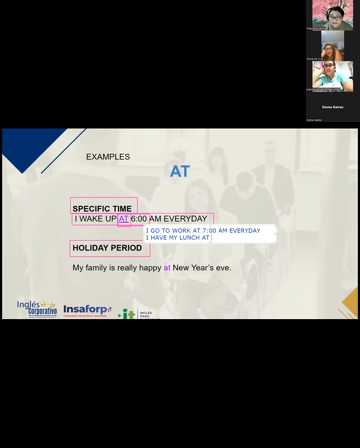 Emma Galvez
EXAMPLES
AT
SPECIFIC TIME
I WAKE UP AT 6:00 AM EVERYDAY
I GO TO WORK AT 7:00 AM EVERYDAY
I HAVE MY LUNCH AT
HOLIDAY PERIOD
My family is really happy at New Year's eve.
Inglés
Corporativo
Insaforp
it
INGLÉS